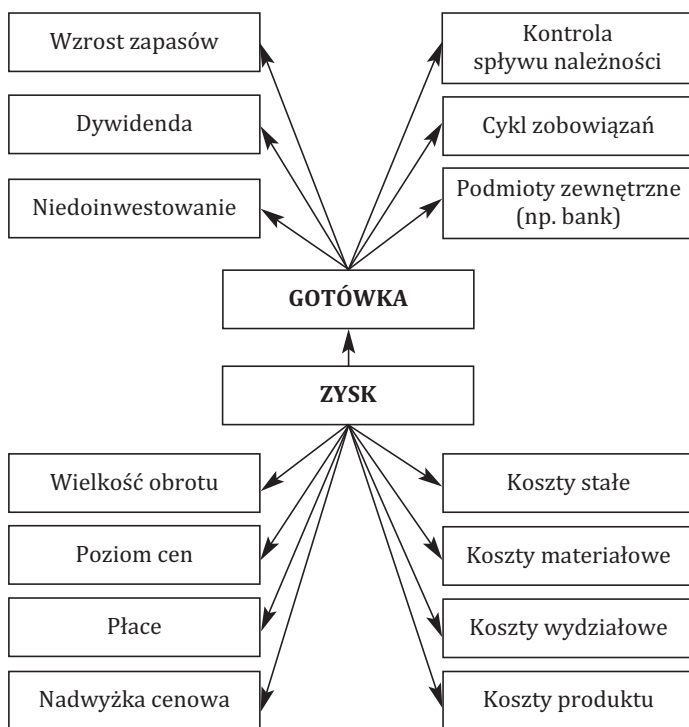 Wzrost zapasów
Kontrola
spływu należności
Dywidenda
Cykl zobowiązań
Niedoinwestowanie
Podmioty zewnętrzne
(np. bank)
GOTÓWKA
ZYSK
Wielkość obrotu
Koszty stałe
Poziom cen
Koszty materiałowe
Płace
Koszty wydziałowe
Nadwyżka cenowa
Koszty produktu